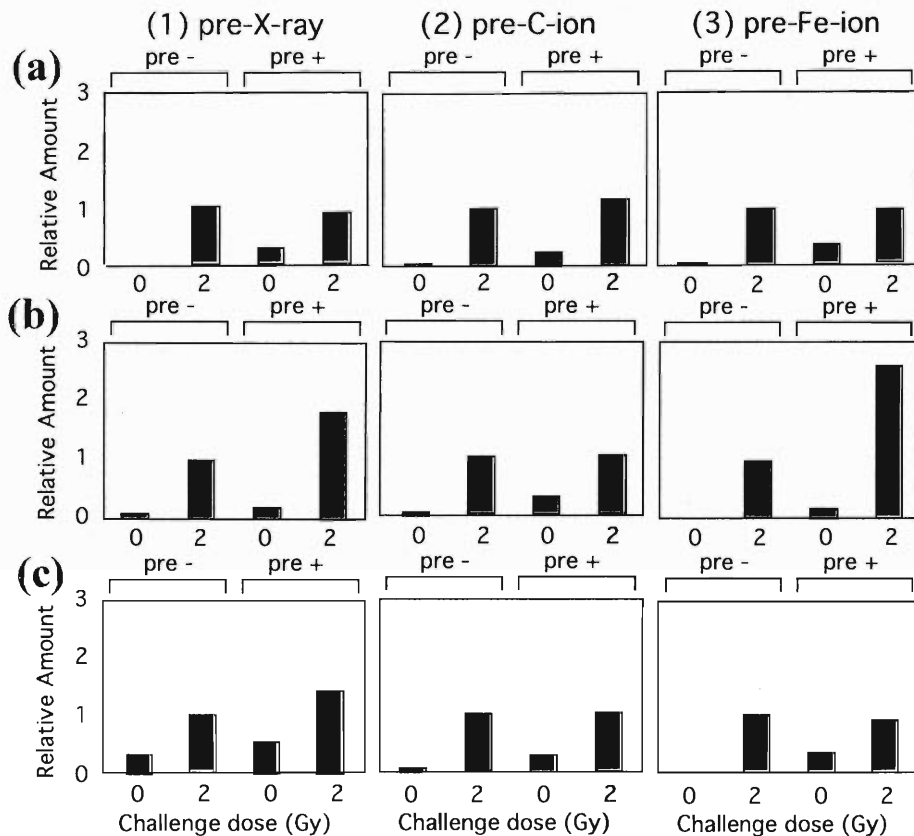 (1) pre-X-ray (2) pre-C-ion (3) pre-Fe-ion
(a) pre - pre + pre - pre + pre - pre +
Relative Amount
3
2
1
0
0 2 0 2 0 2 0 2 0 2 0 2
(b) pre - pre + pre - pre + pre - pre +
Relative Amount
3
2
1
0
0 2 0 2 0 2 0 2 0 2 0 2
(c) pre - pre + pre - pre + pre - pre +
Relative Amount
3
2
1
0
0 2 0 2 0 2 0 2 0 2 0 2
Challenge dose (Gy) Challenge dose (Gy) Challenge dose (Gy)